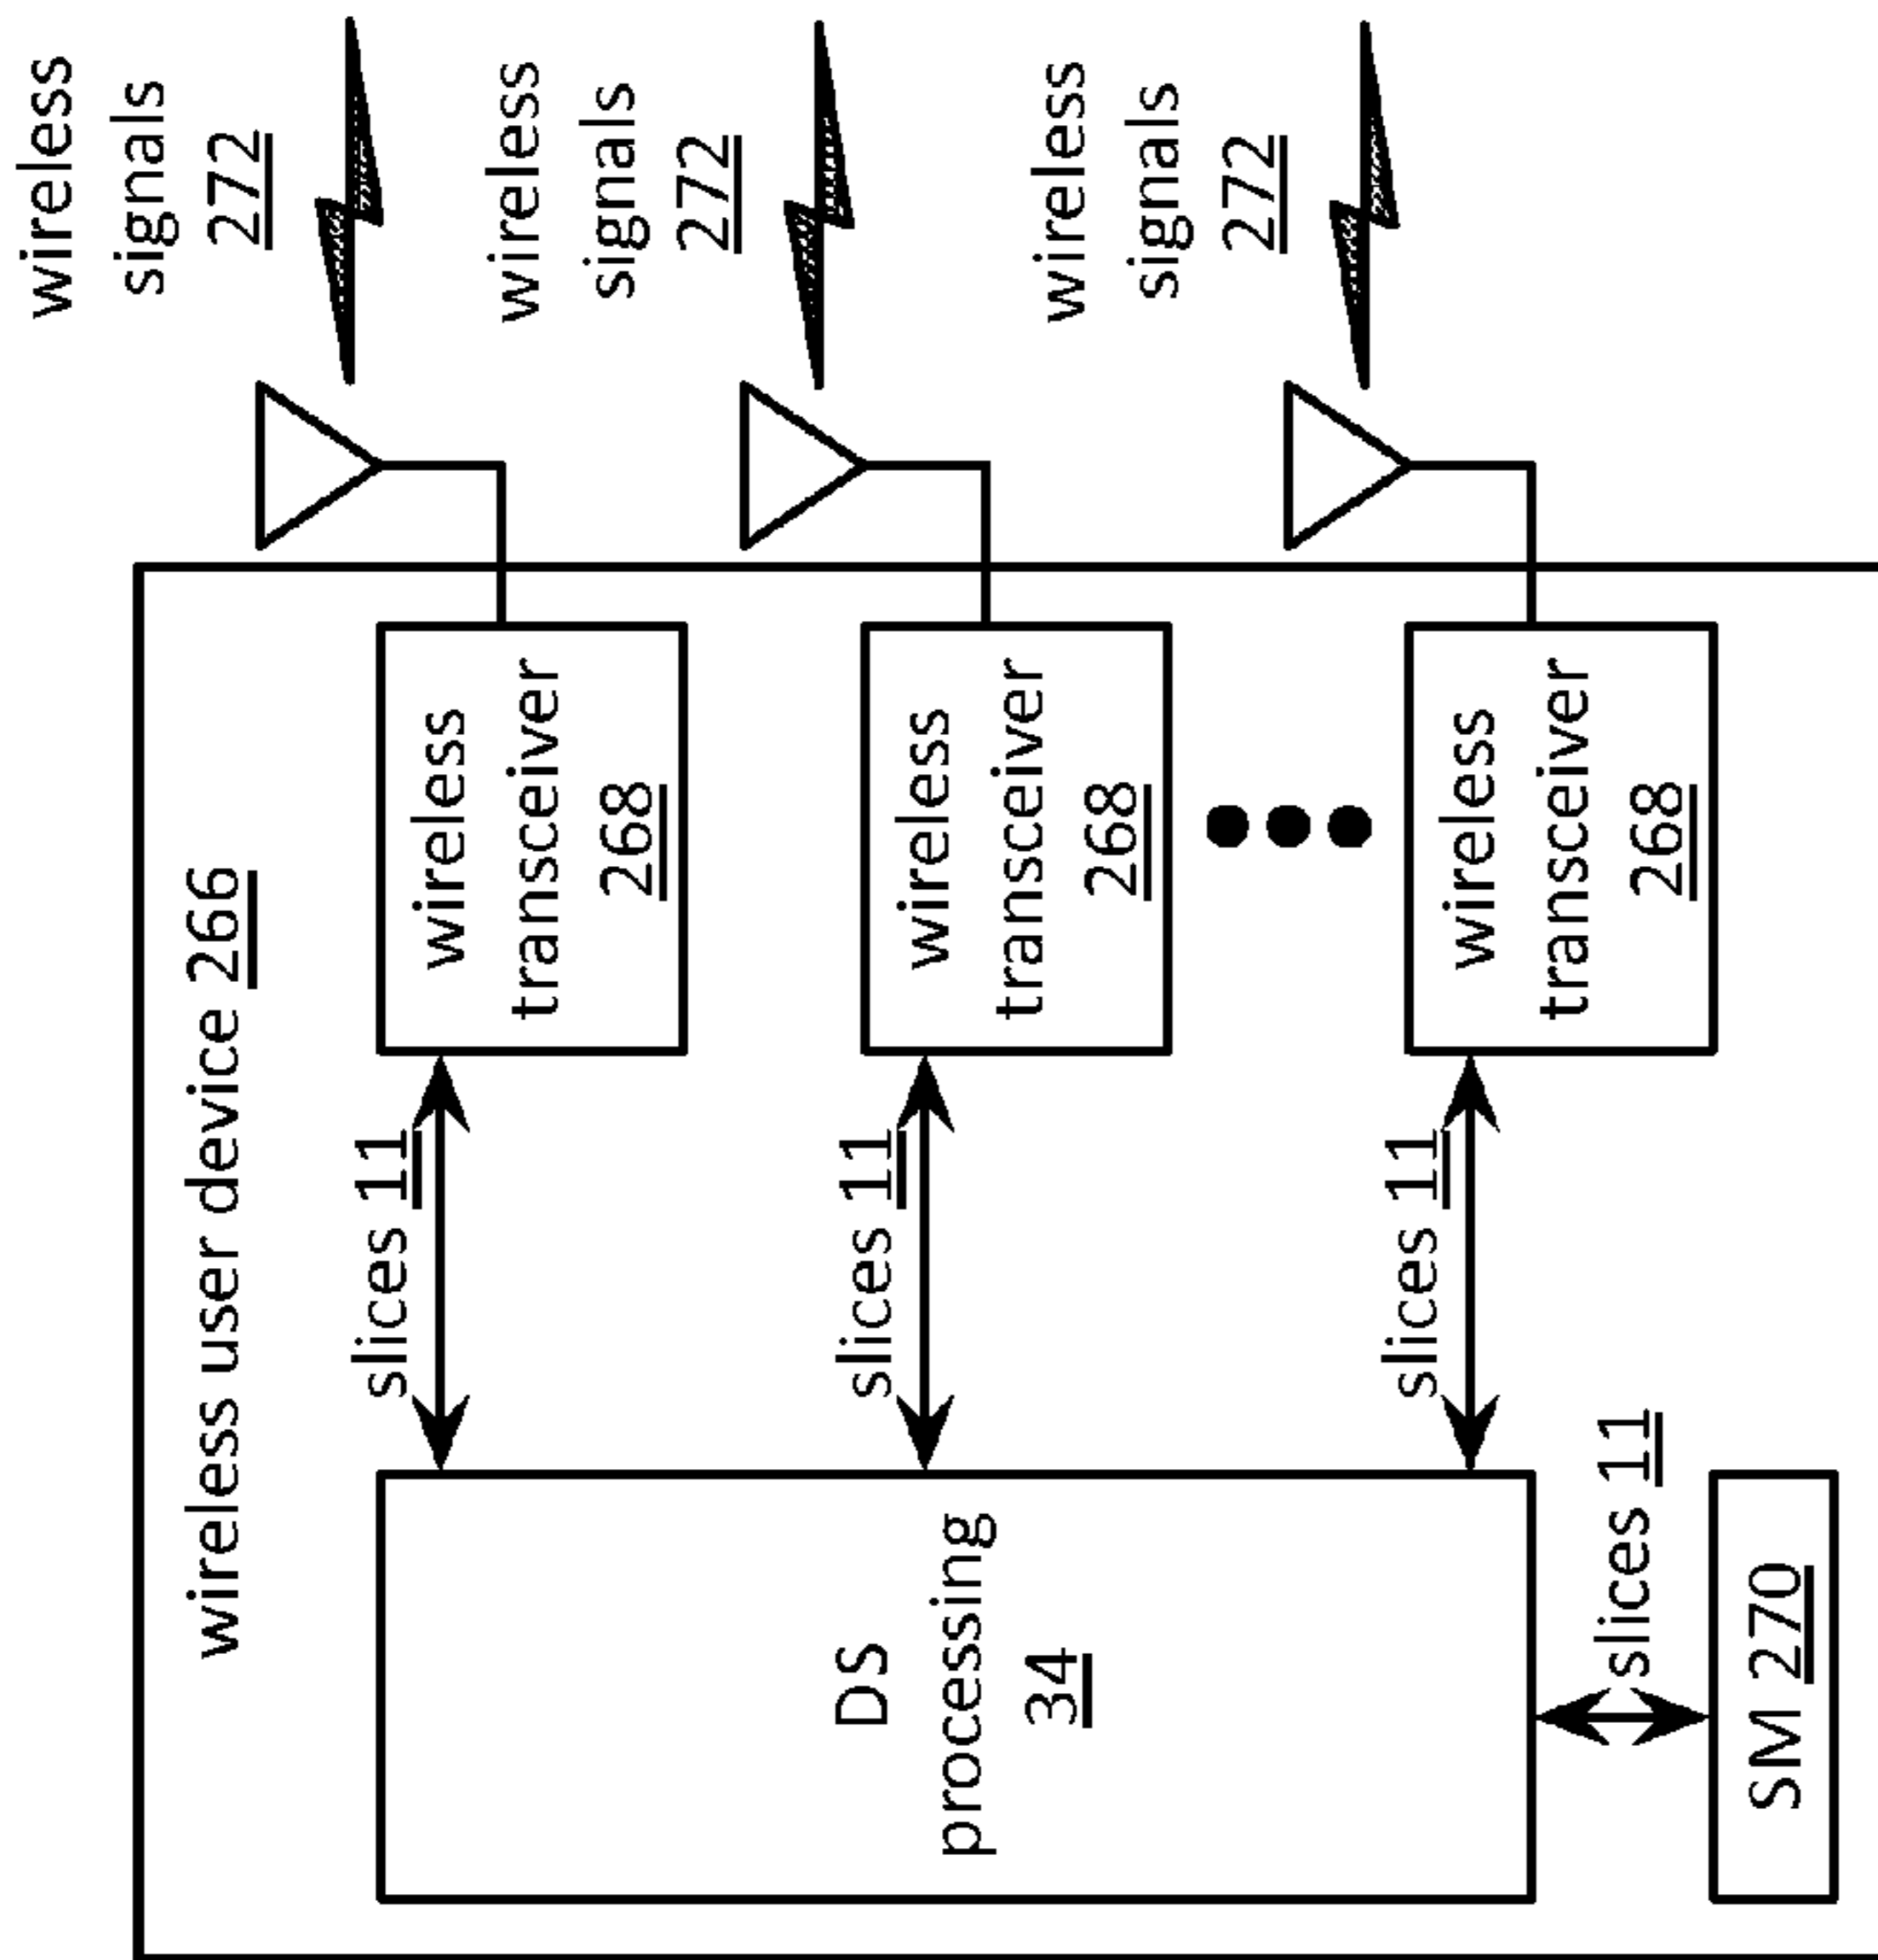 wireless user device 266
DS
processing
34
slices 11
wireless
transceiver
268
wireless
signals
272
slices 11
wireless
transceiver
268
wireless
signals
272
slices 11
wireless
transceiver
268
wireless
signals
272
slices 11
SM 270